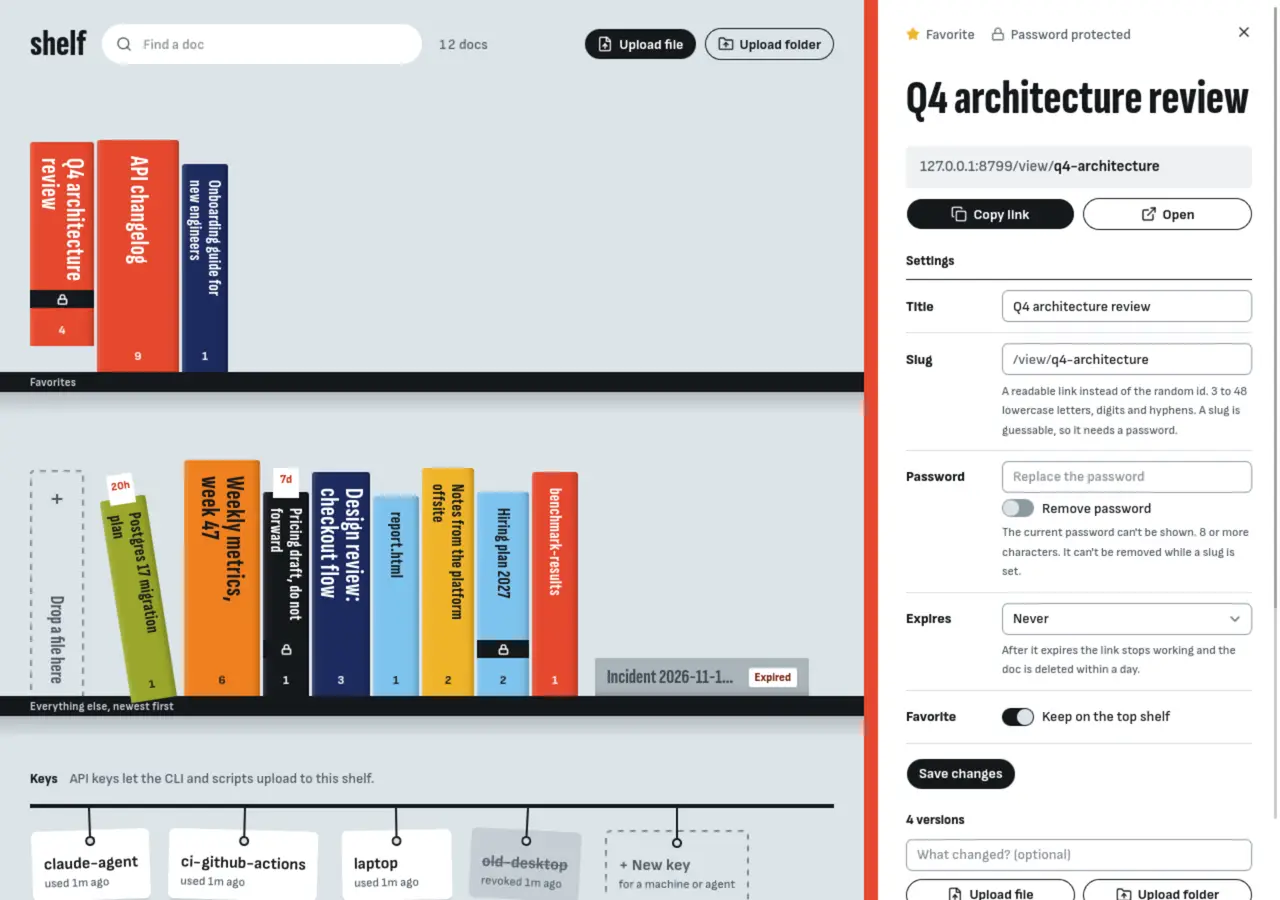 shelf
Find a doc
12 docs
Upload file
Upload folder
Q4 architecture
review
4
API changelog
9
Onboarding guide for
new engineers
1
Favorites
+
Drop a file here
20h
Postgres 17 migration
plan
1
Weekly metrics,
week 47
6
7d
Pricing draft, do not
forward
1
Design review:
checkout flow
3
report.html
1
Notes from the platform
offsite
2
Hiring plan 2027
2
benchmark-results
1
Incident 2026-11-1...
Expired
Everything else, newest first
Keys
API keys let the CLI and scripts upload to this shelf.
claude-agent
used 1m ago
ci-github-actions
used 1m ago
laptop
used 1m ago
old-desktop
revoked 1m ago
+ New key
for a machine or agent
Favorite
Password protected
Q4 architecture review
127.0.0.1:8799/view/q4-architecture
Copy link
Open
Settings
Title
Q4 architecture review
Slug
/view/q4-architecture
A readable link instead of the random id. 3 to 48
lowercase letters, digits and hyphens. A slug is
guessable, so it needs a password.
Password
Replace the password
Remove password
The current password can't be shown. 8 or more
characters. It can't be removed while a slug is
set.
Expires
Never
After it expires the link stops working and the
doc is deleted within a day.
Favorite
Keep on the top shelf
Save changes
4 versions
What changed? (optional)
Upload file
Upload folder